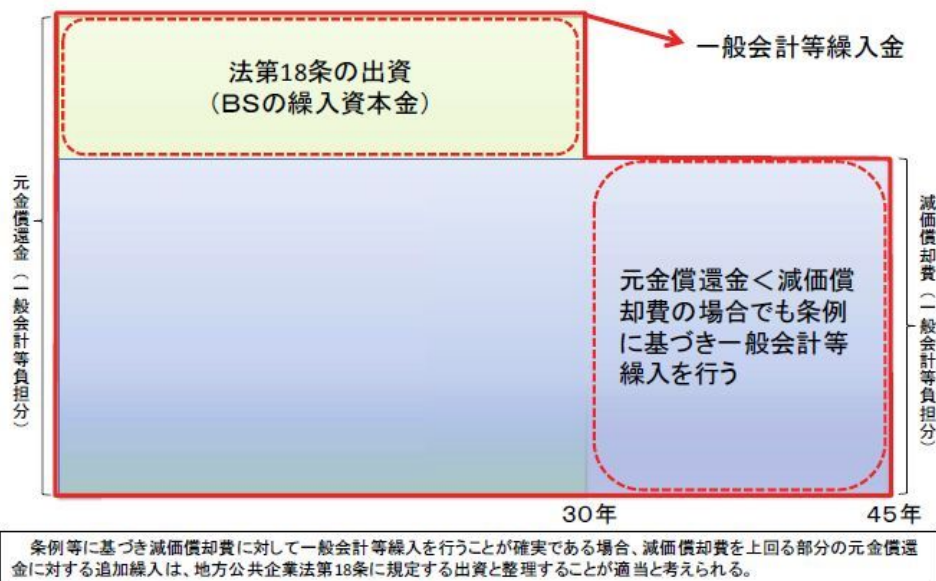 一般会計等繰入金
法第18条の出資
（BSの繰入資本金）
元金償還金（一般会計等負担分）
元金償還金＜減価償
却費の場合でも条例
に基づき一般会計等
繰入を行う
減価償却費（一般会計等負担分）
30年
45年
条例等に基づき減価償却費に対して一般会計等繰入を行うことが確実である場合、減価償却費を上回る部分の元金償還
金に対する追加繰入は、地方公共企業法第18条に規定する出資と整理することが適当と考えられる。